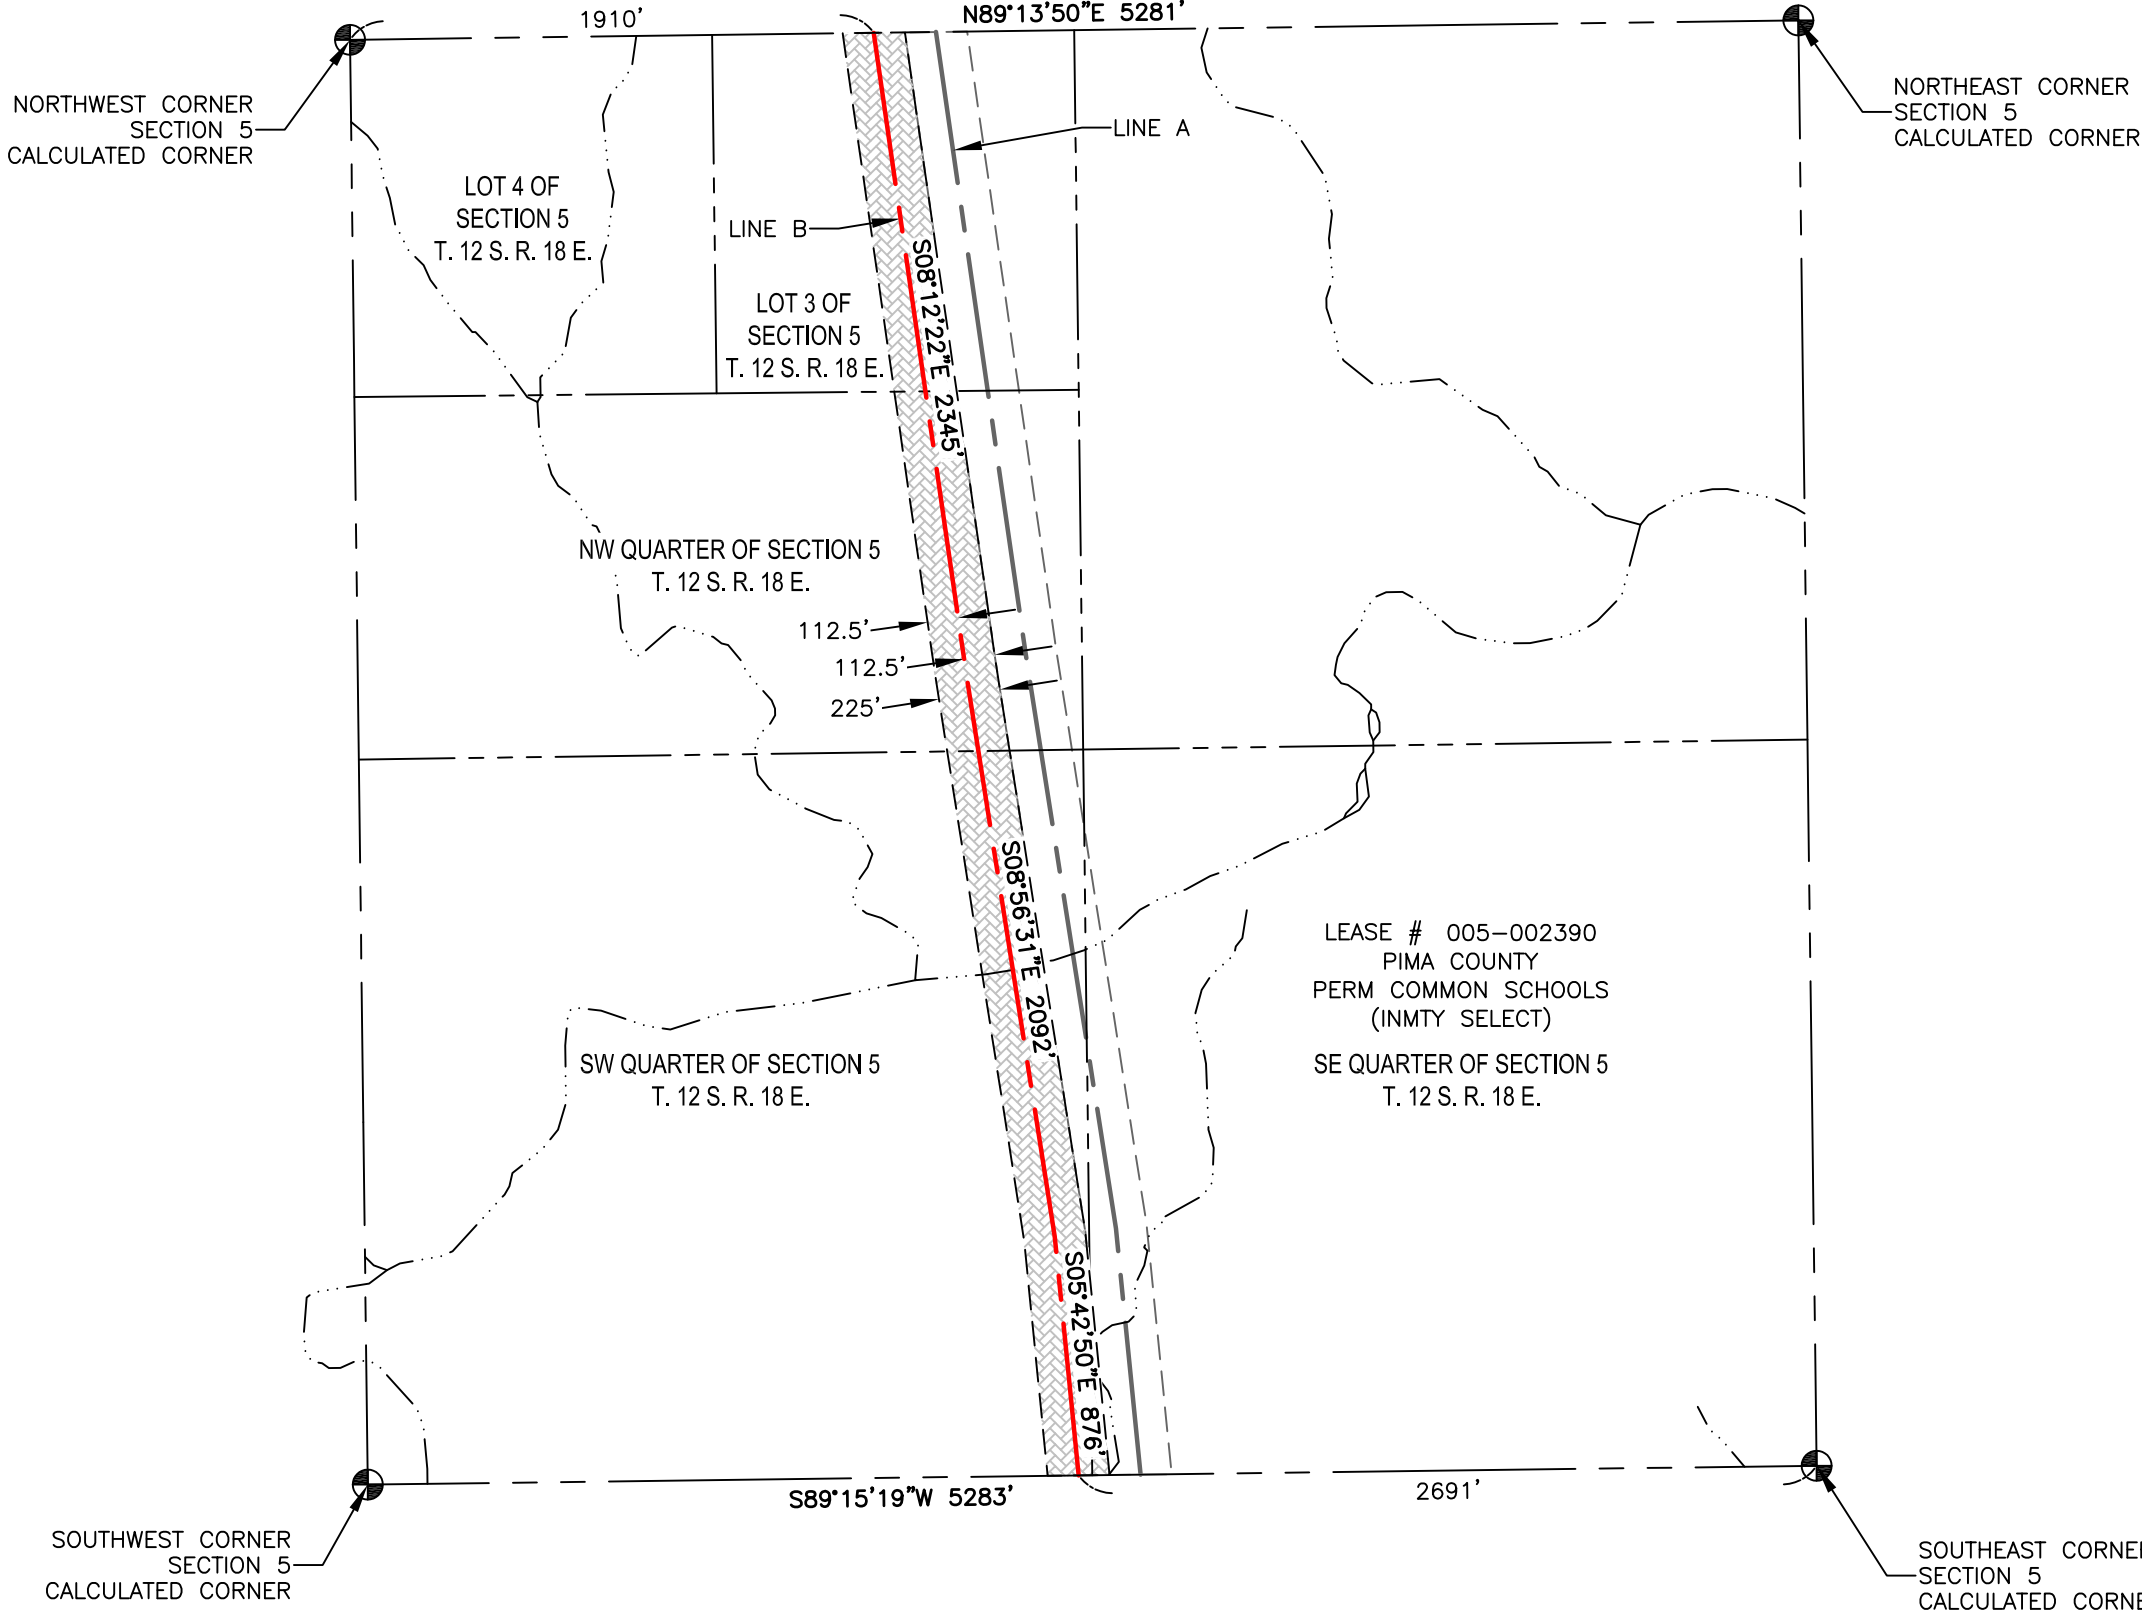 1910'
N89°13'50"E 5281'
NORTHWEST CORNER
SECTION 5
CALCULATED CORNER
NORTHEAST CORNER
SECTION 5
CALCULATED CORNER
LINE A
LOT 4 OF
SECTION 5
T. 12 S. R. 18 E.
LINE B
LOT 3 OF
SECTION 5
T. 12 S. R. 18 E.
S08°12'22"E 2345'
NW QUARTER OF SECTION 5
T. 12 S. R. 18 E.
112.5'
112.5'
225'
S08°56'31"E 2092'
LEASE # 005-002390
PIMA COUNTY
PERM COMMON SCHOOLS
(INMTY SELECT)
SW QUARTER OF SECTION 5
T. 12 S. R. 18 E.
SE QUARTER OF SECTION 5
T. 12 S. R. 18 E.
S05°42'50"E 876'
S89°15'19"W 5283'
2691'
SOUTHWEST CORNER
SECTION 5
CALCULATED CORNER
SOUTHEAST CORNE
SECTION 5
CALCULATED CORNE